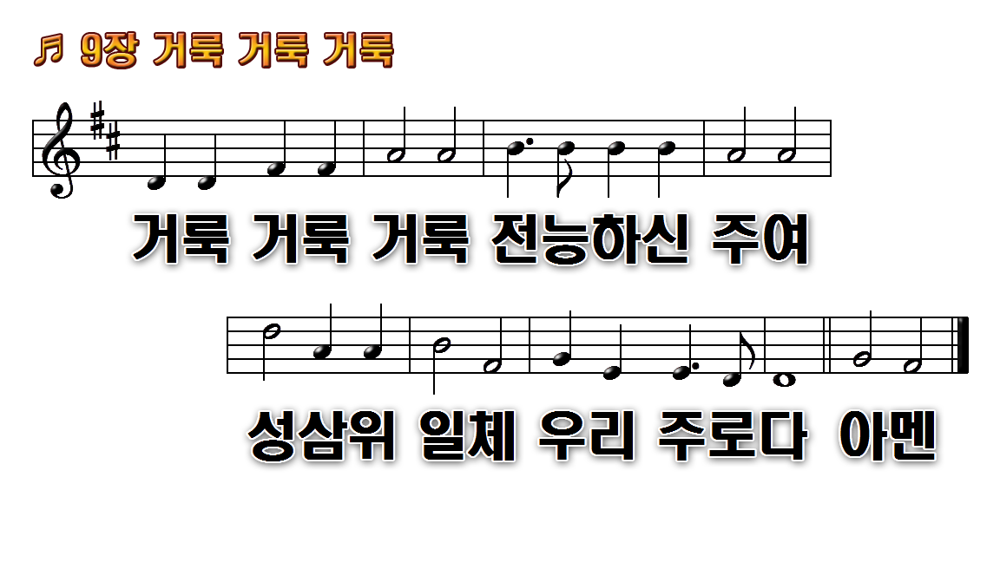 ♬ 9장 거룩 거룩 거룩
거룩 거룩 거룩 전능하신 주여
성삼위 일체 우리 주로다 아멘